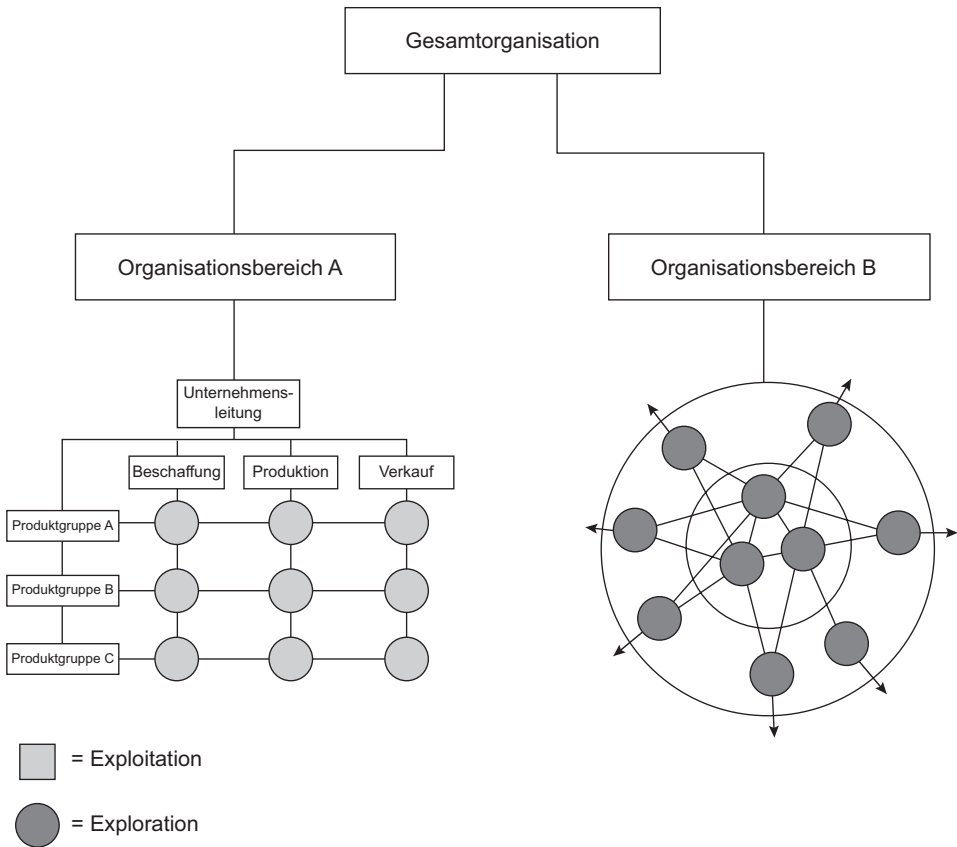 Gesamtorganisation
Organisationsbereich A
Organisationsbereich B
Unternehmens-
leitung
Beschaffung
Produktion
Verkauf
Produktgruppe A
Produktgruppe B
Produktgruppe C
= Exploitation
= Exploration